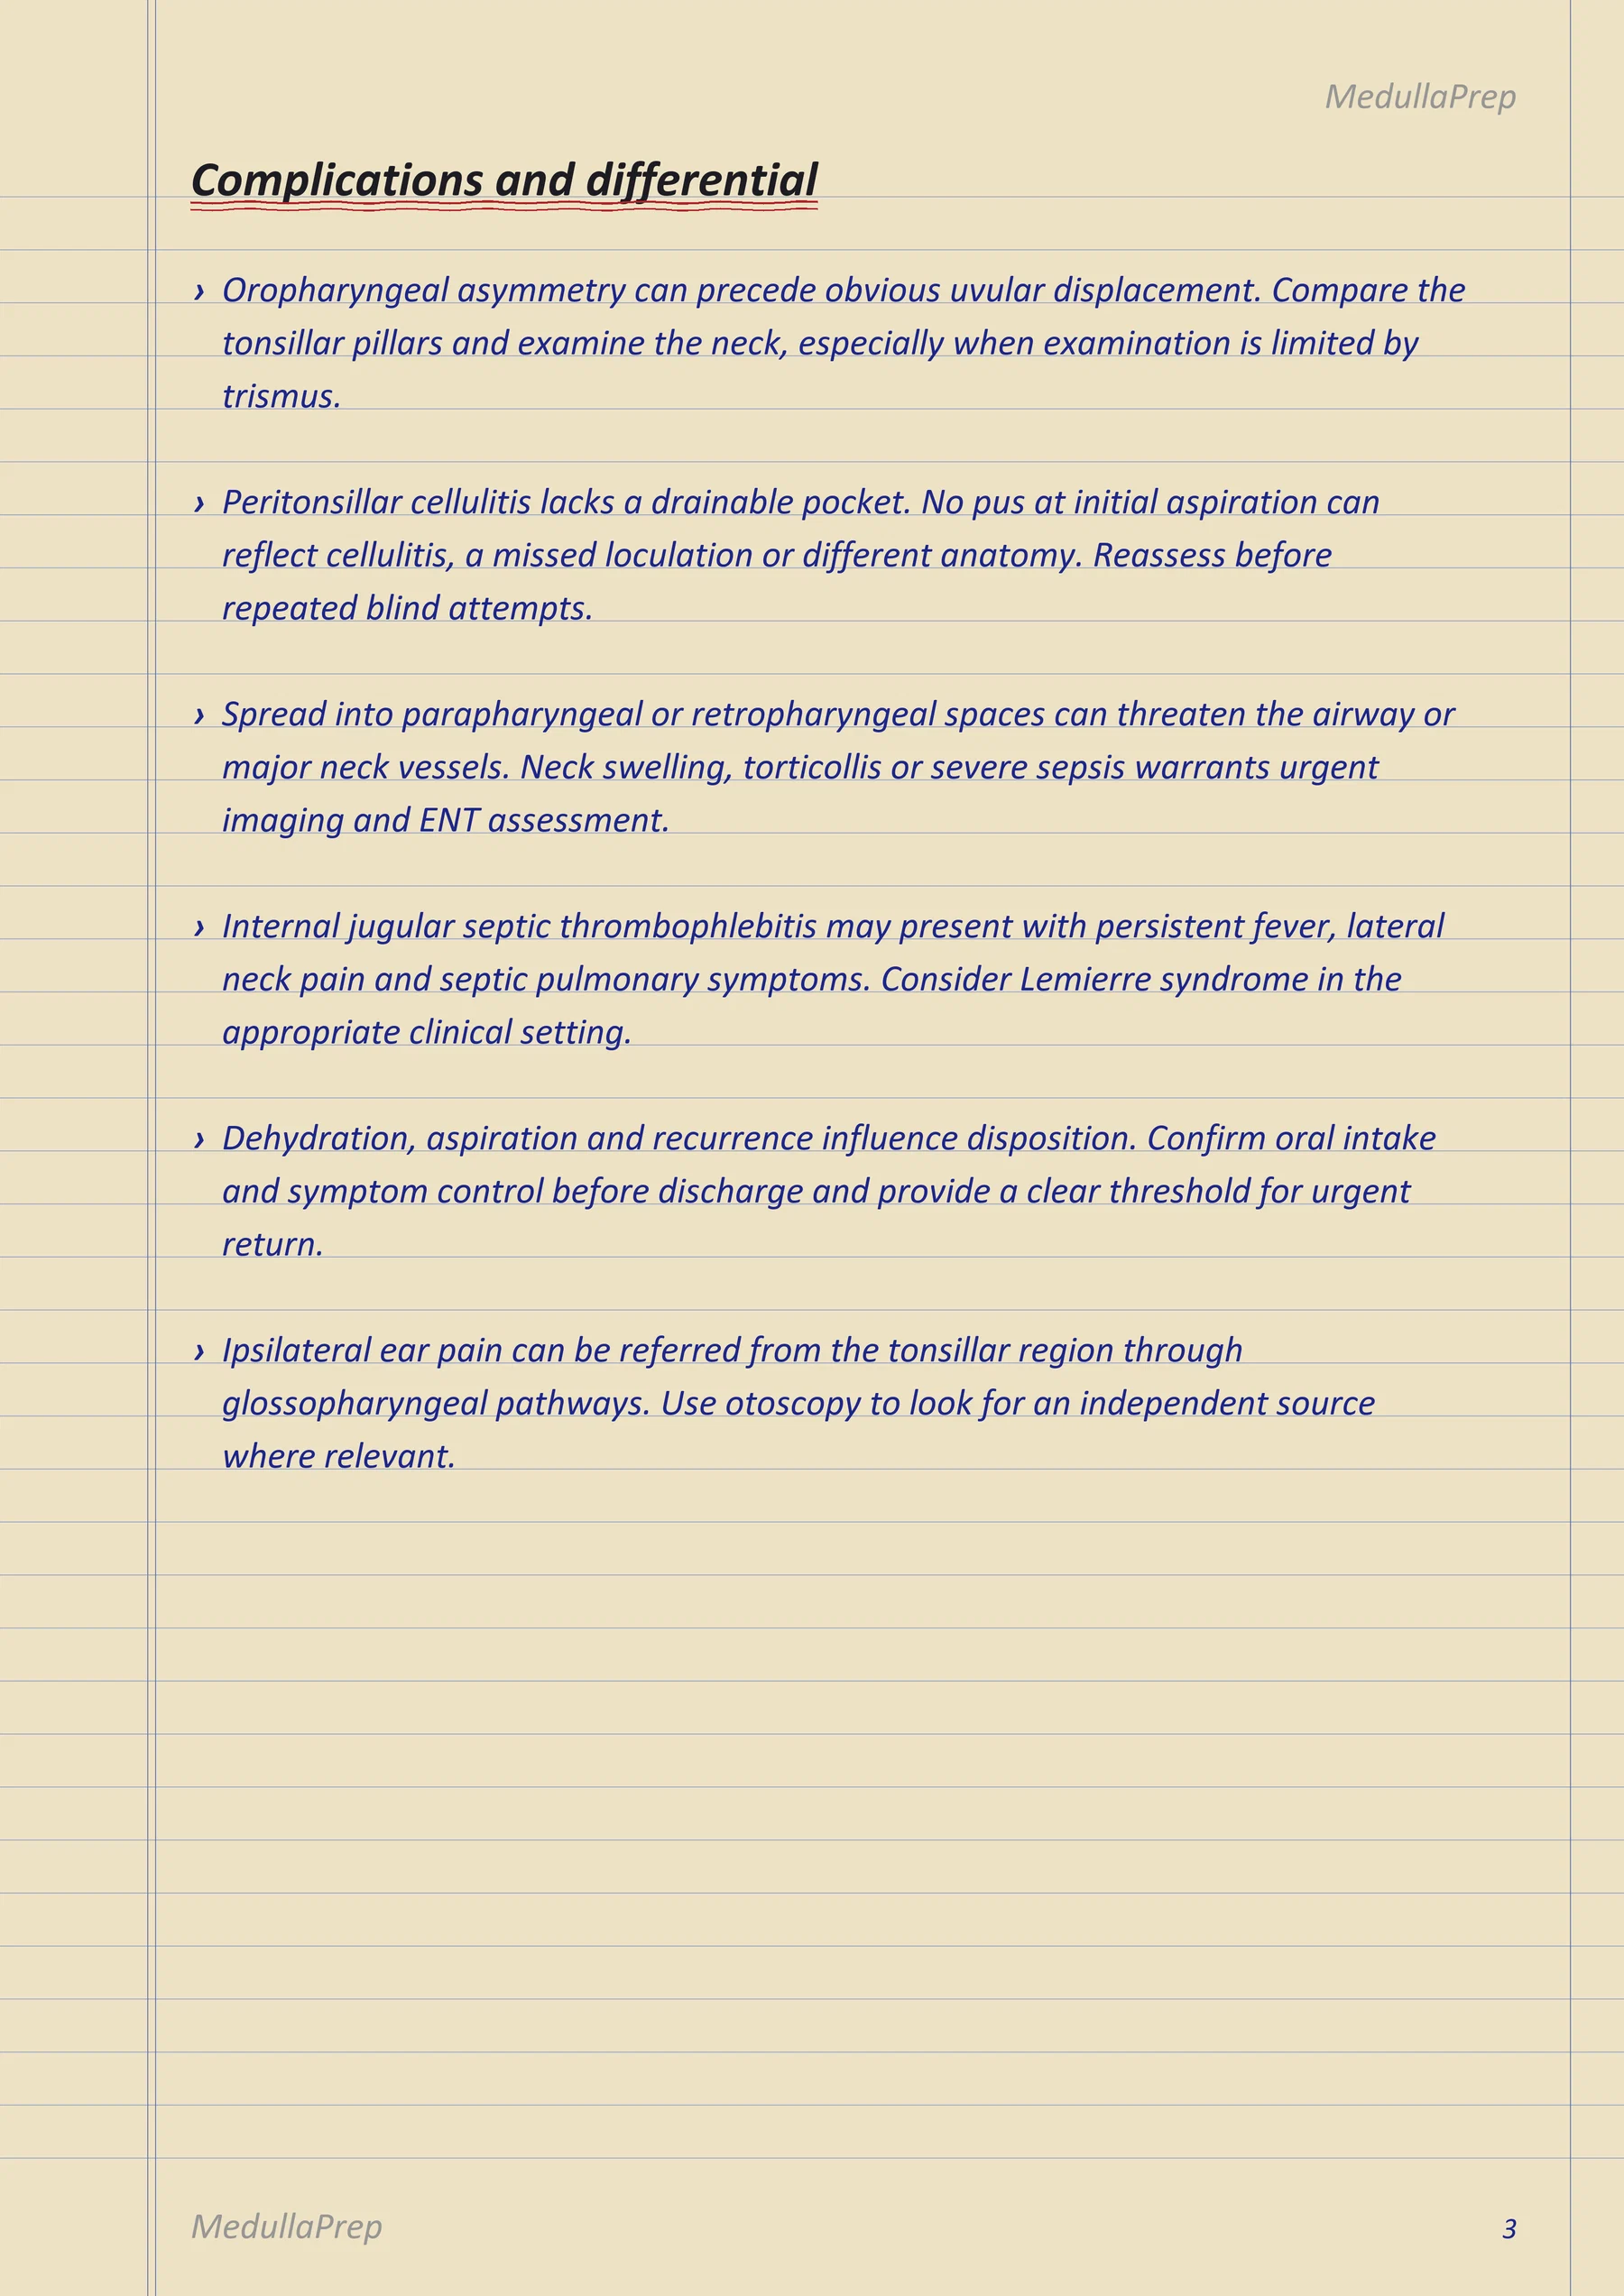 MedullaPrep
Complications and differential
› Oropharyngeal asymmetry can precede obvious uvular displacement. Compare the
tonsillar pillars and examine the neck, especially when examination is limited by
trismus.
› Peritonsillar cellulitis lacks a drainable pocket. No pus at initial aspiration can
reflect cellulitis, a missed loculation or different anatomy. Reassess before
repeated blind attempts.
› Spread into parapharyngeal or retropharyngeal spaces can threaten the airway or
major neck vessels. Neck swelling, torticollis or severe sepsis warrants urgent
imaging and ENT assessment.
› Internal jugular septic thrombophlebitis may present with persistent fever, lateral
neck pain and septic pulmonary symptoms. Consider Lemierre syndrome in the
appropriate clinical setting.
› Dehydration, aspiration and recurrence influence disposition. Confirm oral intake
and symptom control before discharge and provide a clear threshold for urgent
return.
› Ipsilateral ear pain can be referred from the tonsillar region through
glossopharyngeal pathways. Use otoscopy to look for an independent source
where relevant.
MedullaPrep
3